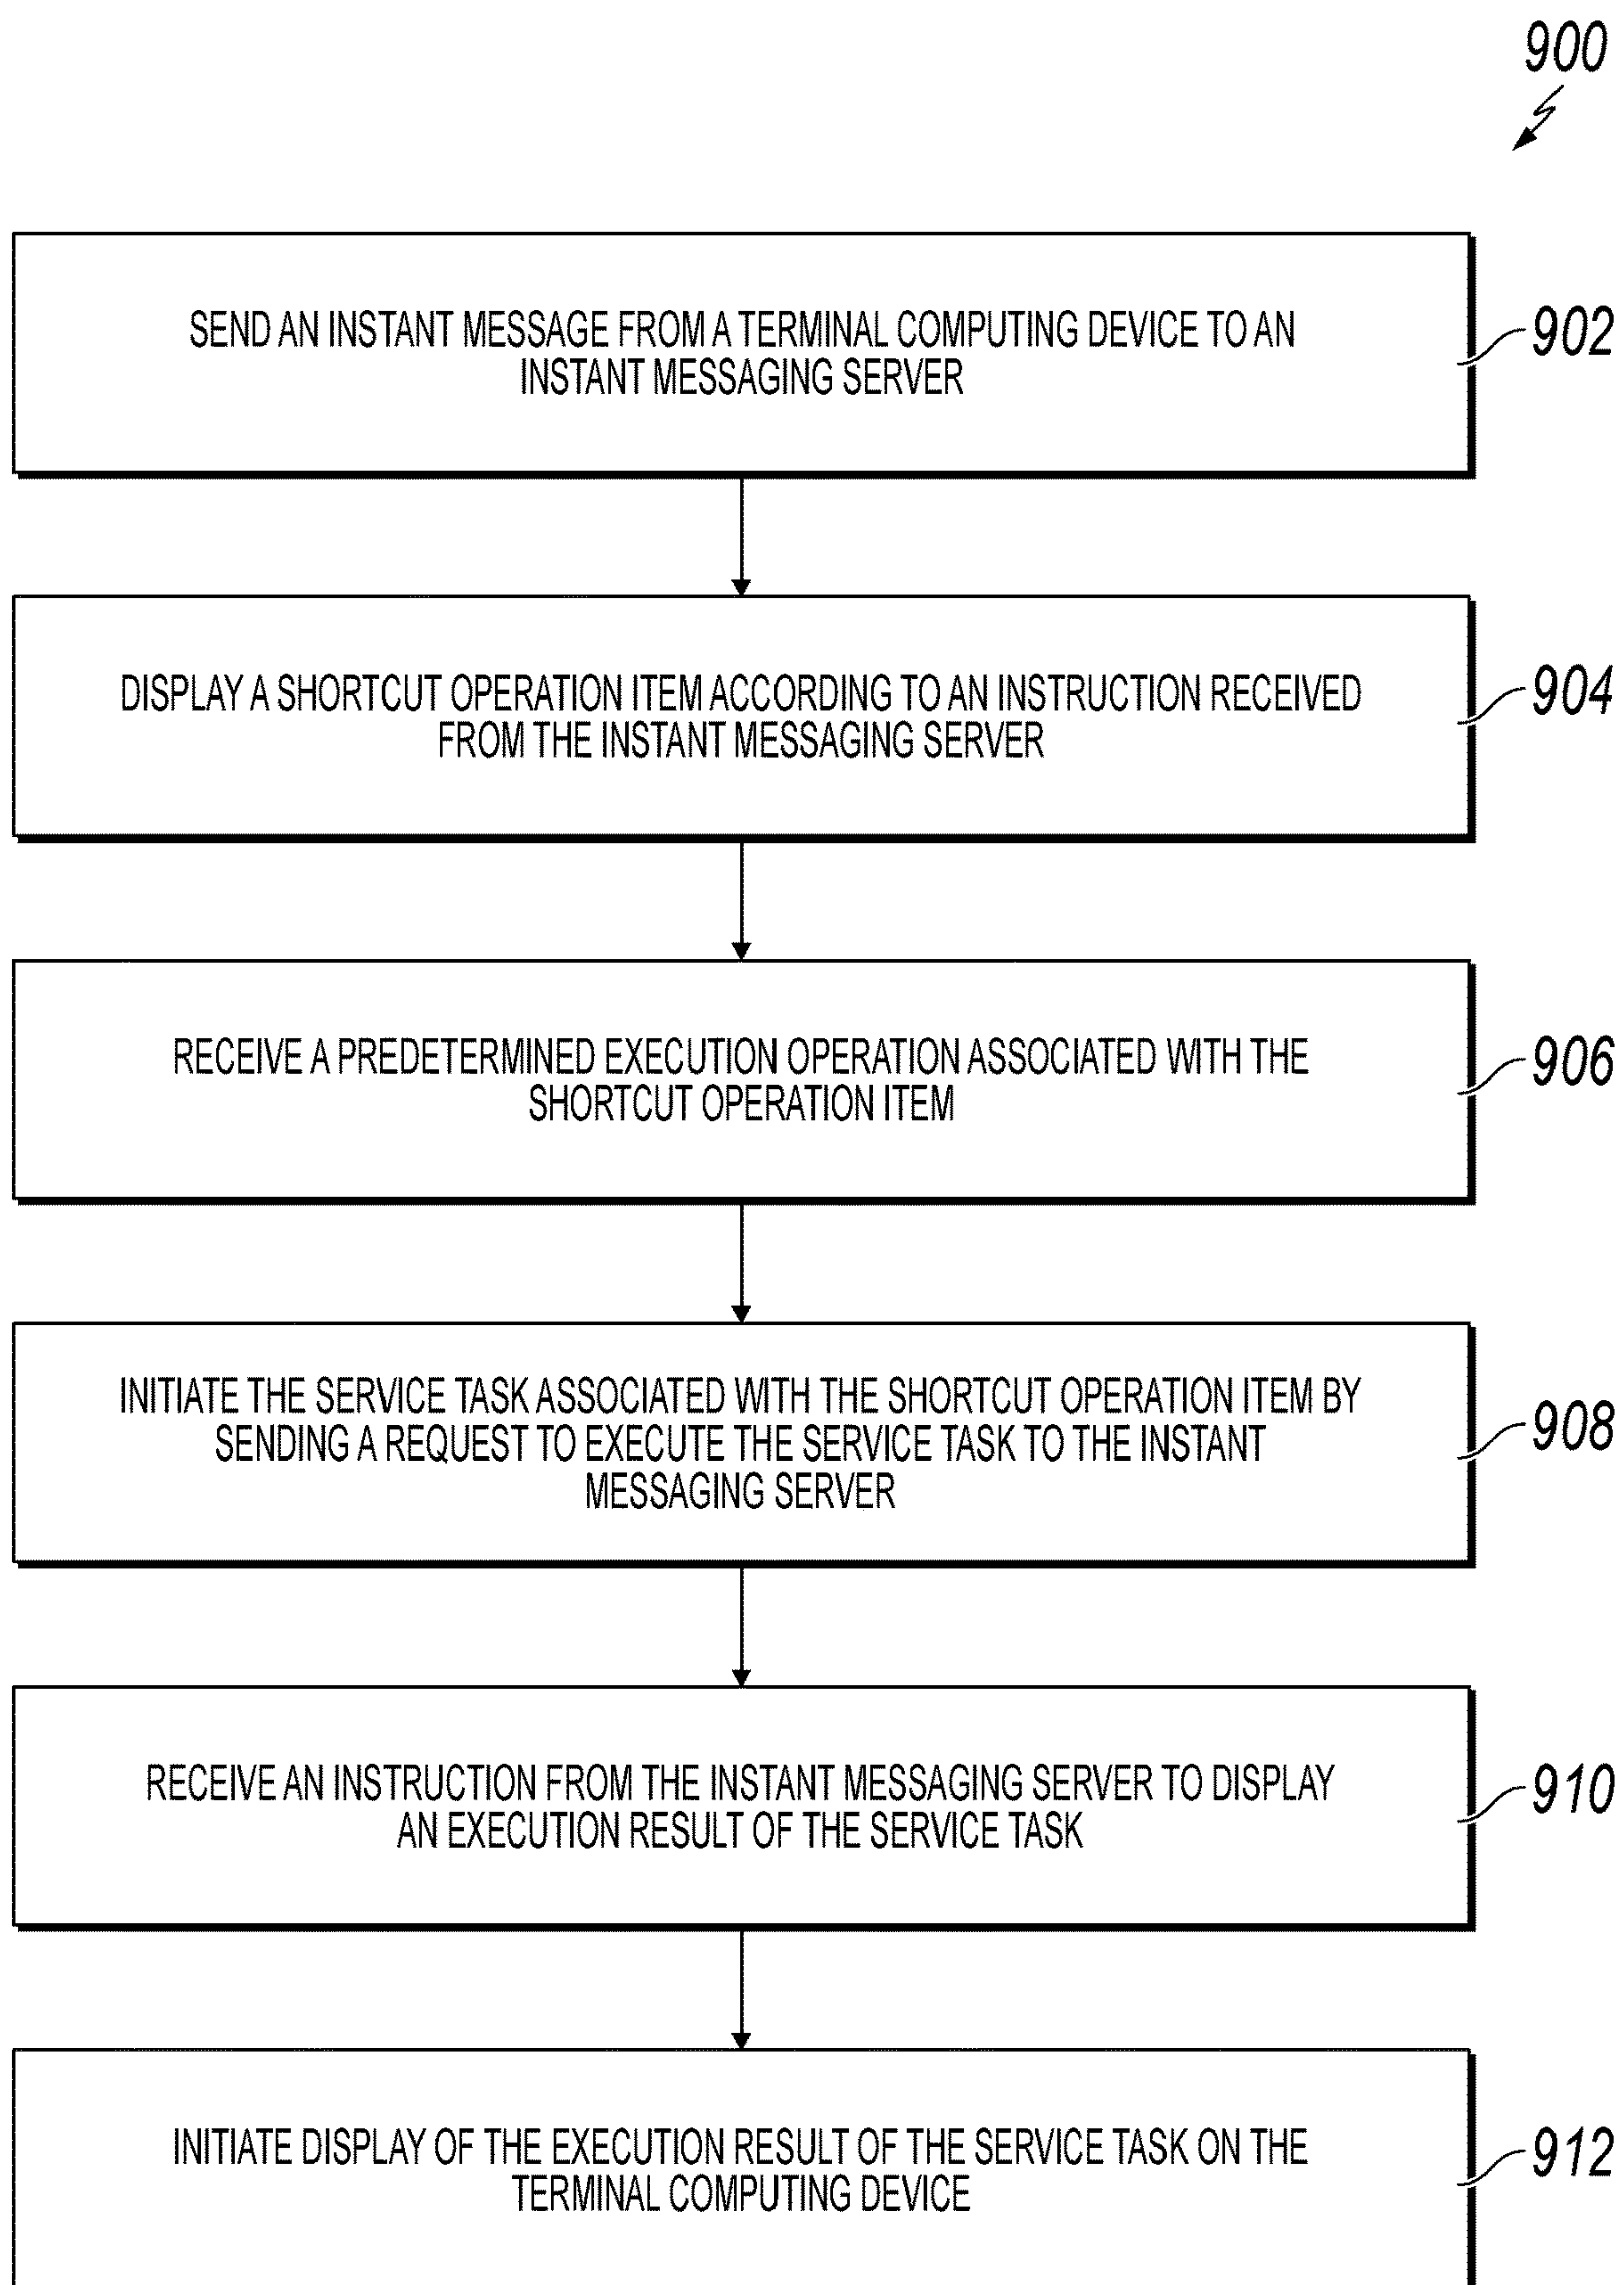 900
SEND AN INSTANT MESSAGE FROM A TERMINAL COMPUTING DEVICE TO AN
INSTANT MESSAGING SERVER
902
DISPLAY A SHORTCUT OPERATION ITEM ACCORDING TO AN INSTRUCTION RECEIVED
FROM THE INSTANT MESSAGING SERVER
904
RECEIVE A PREDETERMINED EXECUTION OPERATION ASSOCIATED WITH THE
SHORTCUT OPERATION ITEM
906
INITIATE THE SERVICE TASK ASSOCIATED WITH THE SHORTCUT OPERATION ITEM BY
SENDING A REQUEST TO EXECUTE THE SERVICE TASK TO THE INSTANT
MESSAGING SERVER
908
RECEIVE AN INSTRUCTION FROM THE INSTANT MESSAGING SERVER TO DISPLAY
AN EXECUTION RESULT OF THE SERVICE TASK
910
INITIATE DISPLAY OF THE EXECUTION RESULT OF THE SERVICE TASK ON THE
TERMINAL COMPUTING DEVICE
912